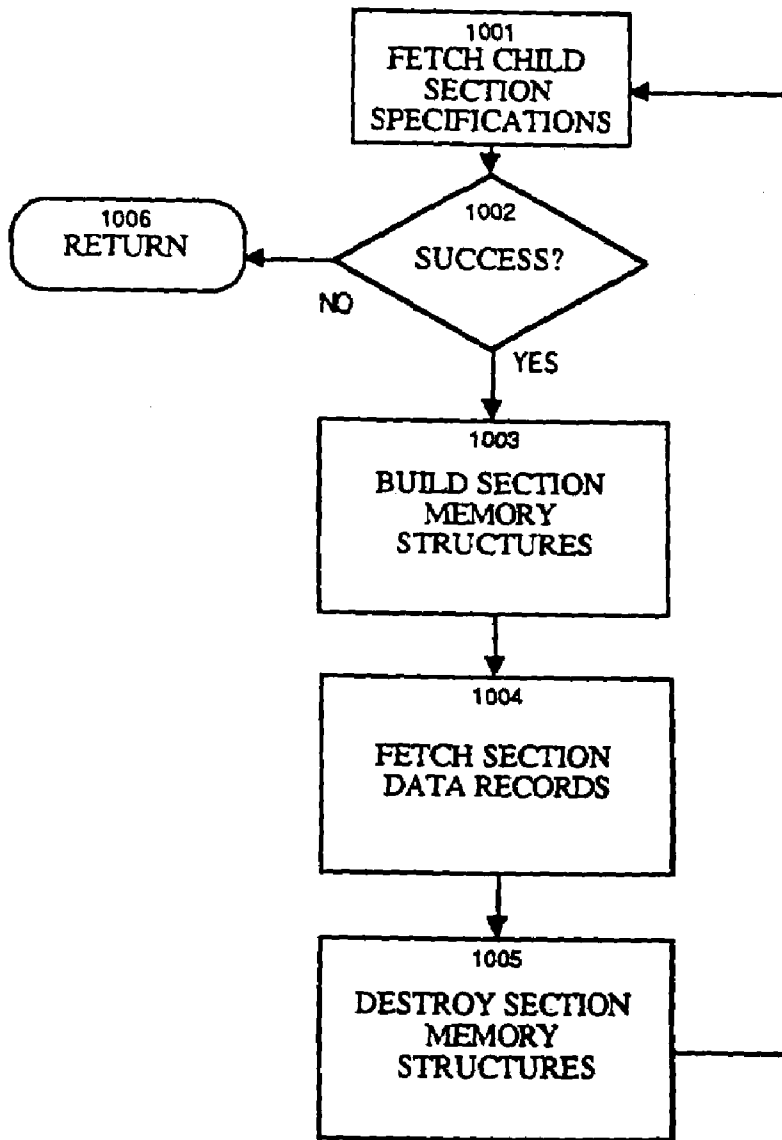 1001
FETCH CHILD
SECTION
SPECIFICATIONS
1002
SUCCESS?
1006
RETURN
NO
YES
1003
BUILD SECTION
MEMORY
STRUCTURES
1004
FETCH SECTION
DATA RECORDS
1005
DESTROY SECTION
MEMORY
STRUCTURES